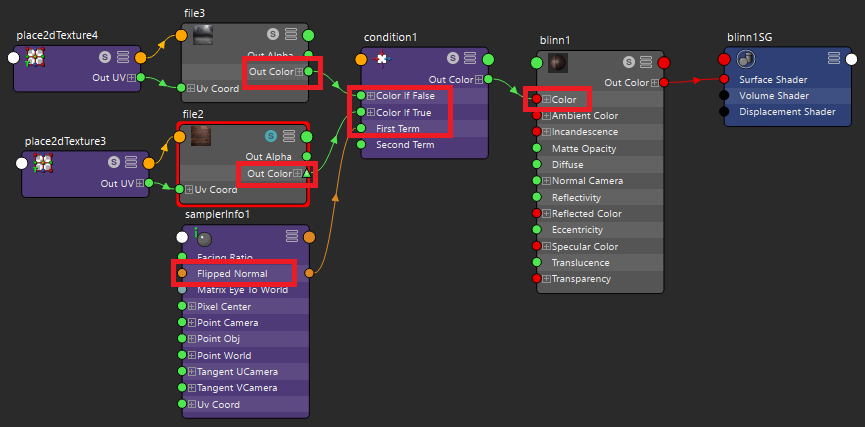 place2dTexture4
S
Out UV
file3
S
Out Alpha
Out Color
Uv Coord
place2dTexture3
S
Out UV
file2
S
Out Alpha
Out Color
Uv Coord
samplerInfo1
Facing Ratio
Flipped Normal
Matrix Eye To World
Pixel Center
Point Camera
Point Obj
Point World
Tangent UCamera
Tangent VCamera
Uv Coord
condition1
S
Out Color
Color If False
Color If True
First Term
Second Term
blinn1
S
Out Color
Color
Ambient Color
Incandescence
Matte Opacity
Diffuse
Normal Camera
Reflectivity
Reflected Color
Eccentricity
Specular Color
Translucence
Transparency
blinn1SG
Surface Shader
Volume Shader
Displacement Shader